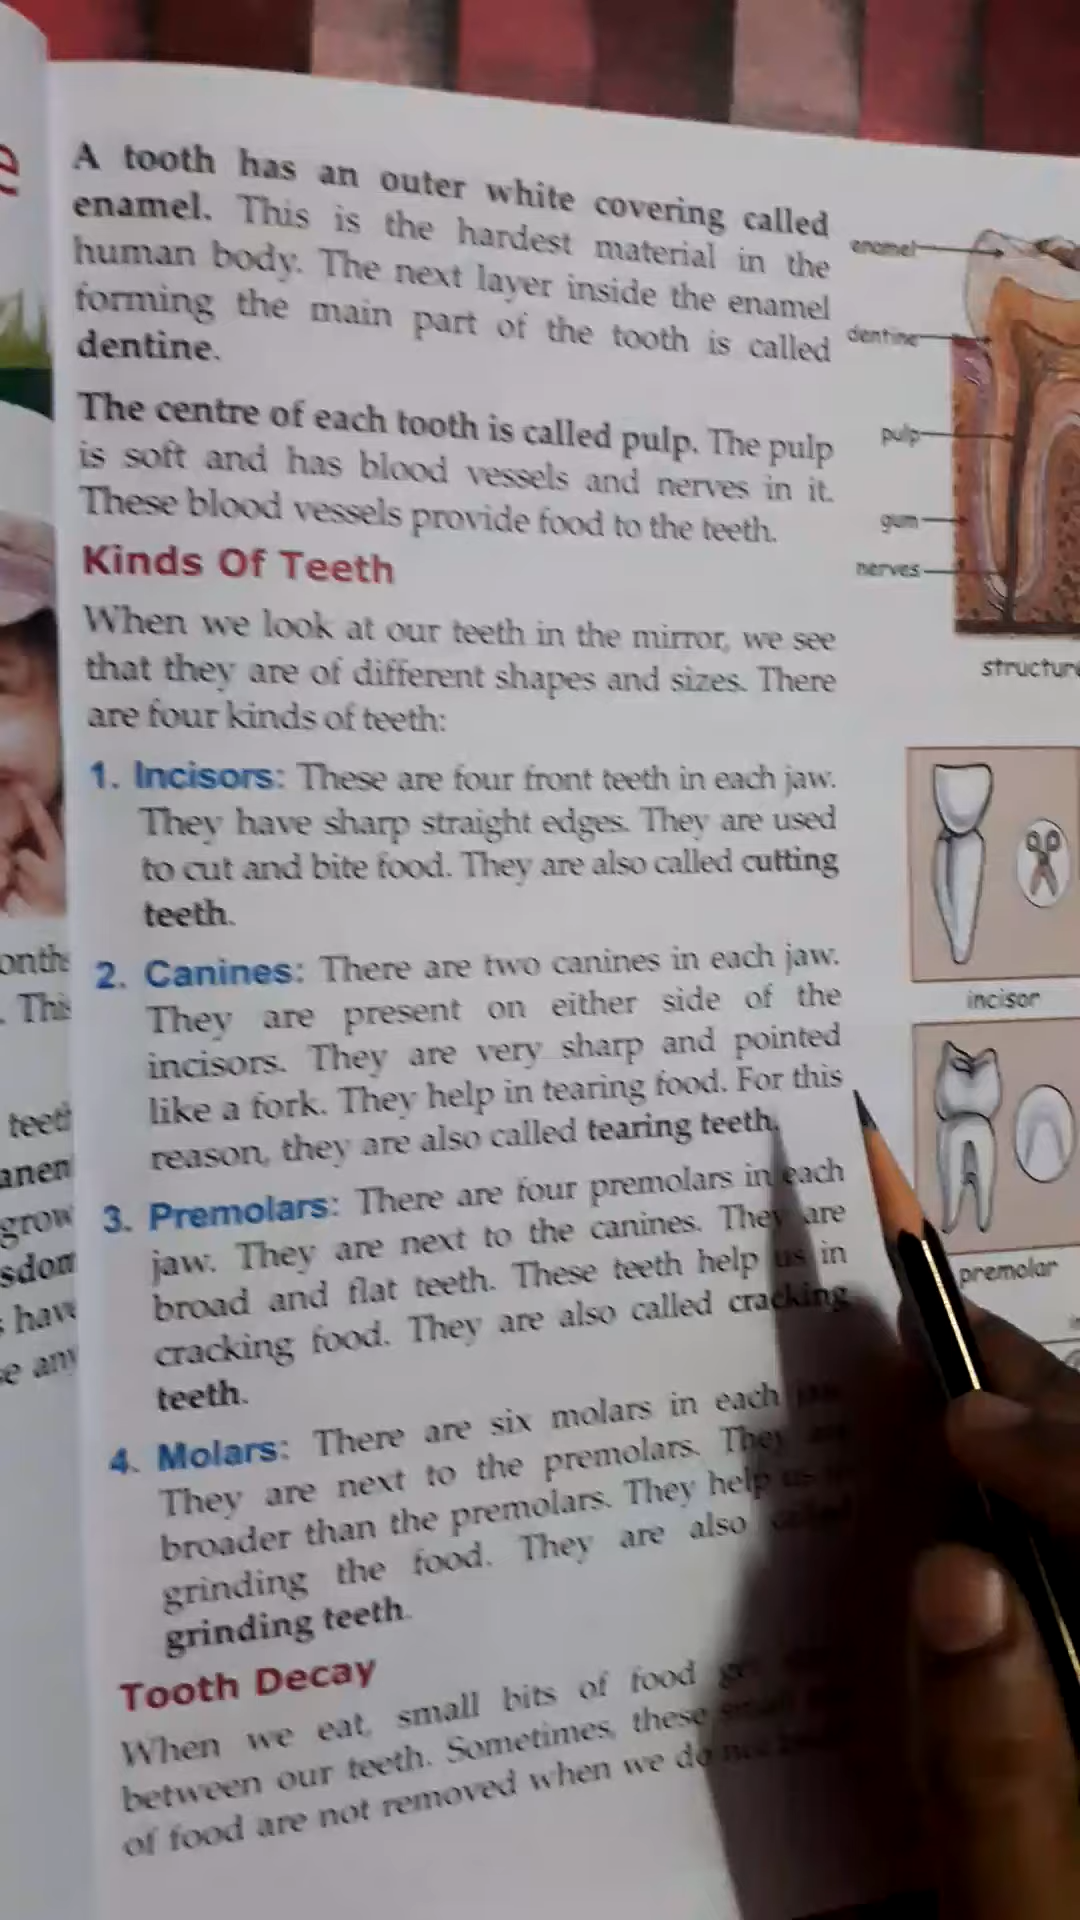 A tooth has an outer white covering called
enamel. This is the hardest material in the
human body. The next layer inside the enamel
forming the main part of the tooth is called
dentine.
The centre of each tooth is called pulp. The pulp
is soft and has blood vessels and nerves in it.
These blood vessels provide food to the teeth.
Kinds Of Teeth
When we look at our teeth in the mirror, we see
that they are of different shapes and sizes. There
are four kinds of teeth:
1. Incisors: These are four front teeth in each jaw.
They have sharp straight edges. They are used
to cut and bite food. They are also called cutting
teeth.
2. Canines: There are two canines in each jaw.
They are present on either side of the
incisors. They are very sharp and pointed
like a fork. They help in tearing food. For this
reason, they are also called tearing teeth.
3. Premolars: There are four premolars in each
jaw. They are next to the canines. They are
broad and flat teeth. These teeth help us in
cracking food. They are also called cracking
teeth.
4. Molars: There are six molars in each jaw.
They are next to the premolars. They are
broader than the premolars. They help us in
grinding the food. They are also called
grinding teeth.
Tooth Decay
When we eat, small bits of food
between our teeth. Sometimes, these small
of food are not removed when we do not
enamel
dentine
pulp
gum
nerves
structure
incisor
premolar
This
teeth
grow
have